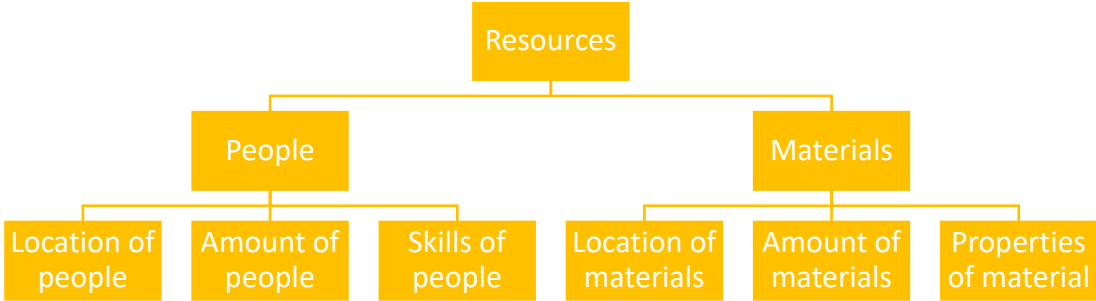 Resources
People
Materials
Location of
people
Amount of
people
Skills of
people
Location of
materials
Amount of
materials
Properties
of material